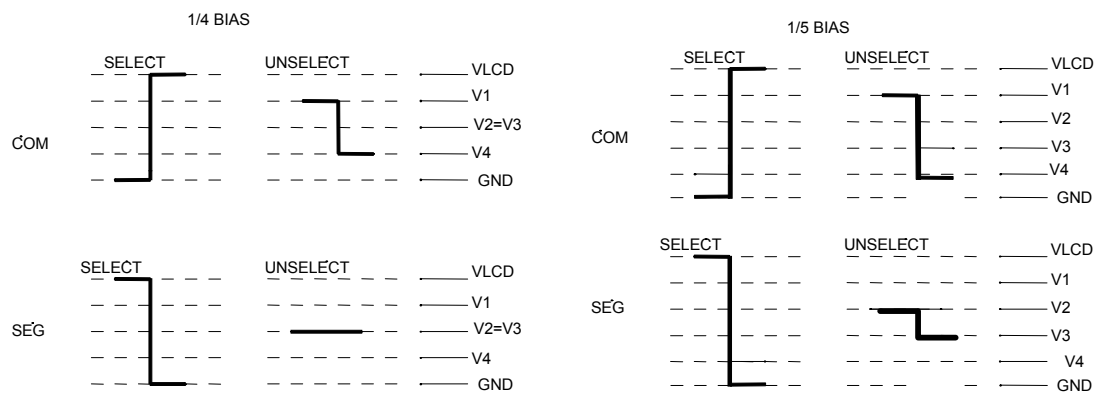 1/4 BIAS
SELECT UNSELECT
VLCD
V1
V2=V3
V4
GND
COM
SELECT UNSELECT
VLCD
V1
V2=V3
V4
GND
SEG
1/5 BIAS
SELECT UNSELECT
VLCD
V1
V2
V3
V4
GND
COM
SELECT UNSELECT
VLCD
V1
V2
V3
V4
GND
SEG